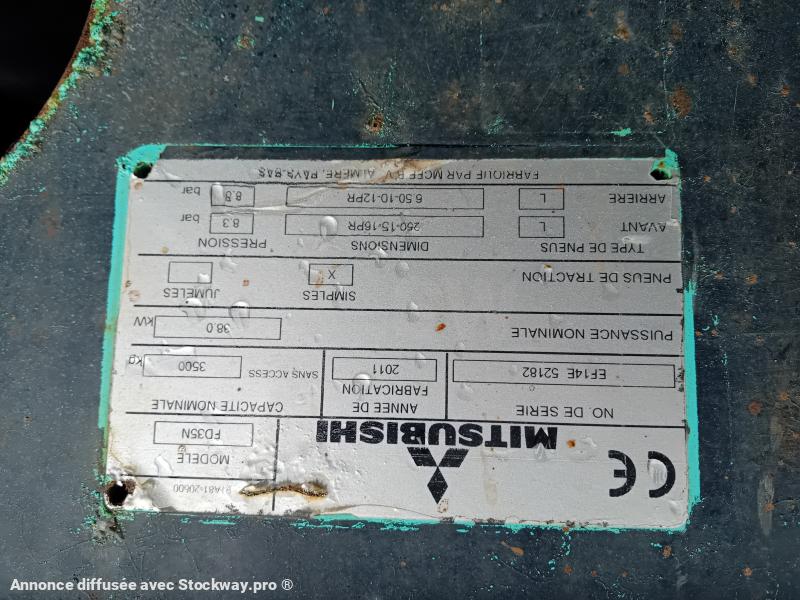 CE
MITSUBISHI
91A81-20600
MODELE
FD35N
NO. DE SERIE
EF14E 52182
ANNEE DE FABRICATION
2011
CAPACITE NOMINALE
SANS ACCESS
3500 kg
PUISSANCE NOMINALE 38.0 kW
PNEUS DE TRACTION SIMPLES X JUMELES
TYPE DE PNEUS DIMENSIONS PRESSION
AVANT L 250-15-16PR 8.3 bar
ARRIERE L 6.50-10-12PR 8.8 bar
FABRIQUE PAR MCFE B.V. ALMERE, PAYS-BAS
Annonce diffusée avec Stockway.pro ®